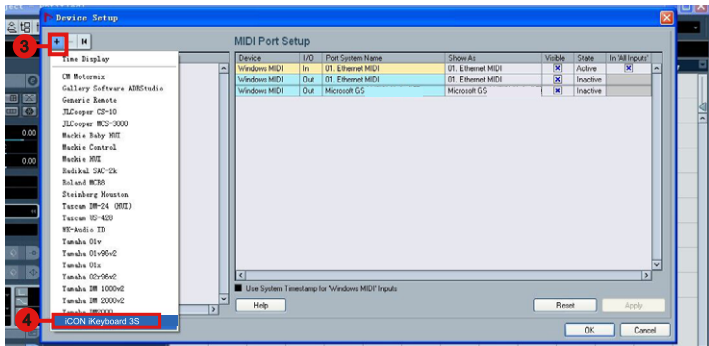 Device Setup
3
+ - |◄
MIDI Port Setup
Time Display
CM Motormix
Gallery Software ADRStudio
Generic Remote
JLCooper CS-10
JLCooper MCS-3000
Mackie Baby HUI
Mackie Control
Mackie HUI
Radikal SAC-2k
Roland MCR8
Steinberg Houston
Tascam DM-24 (HUI)
Tascam US-428
WK-Audio ID
Yamaha 01v
Yamaha 01v96v2
Yamaha 01x
Yamaha 02r96v2
Yamaha DM 1000v2
Yamaha DM 2000v2
Yamaha DM2000
4
iCON iKeyboard 3S
Device I/O Port System Name Show As Visible State In 'All Inputs'
Windows MIDI In 01. Ethernet MIDI 01. Ethernet MIDI Active
Windows MIDI Out 01. Ethernet MIDI 01. Ethernet MIDI Inactive
Windows MIDI Out Microsoft GS Microsoft GS Inactive
Use System Timestamp for 'Windows MIDI' Inputs
Help Reset Apply
OK Cancel
0.00
0.00